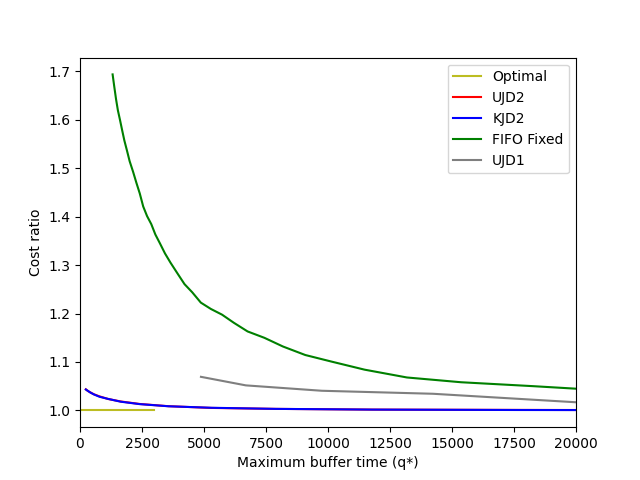 1.7
1.6
1.5
1.4
1.3
1.2
1.1
1.0
Cost ratio
Optimal
UJD2
KJD2
FIFO Fixed
UJD1
0 2500 5000 7500 10000 12500 15000 17500 20000
Maximum buffer time (q*)